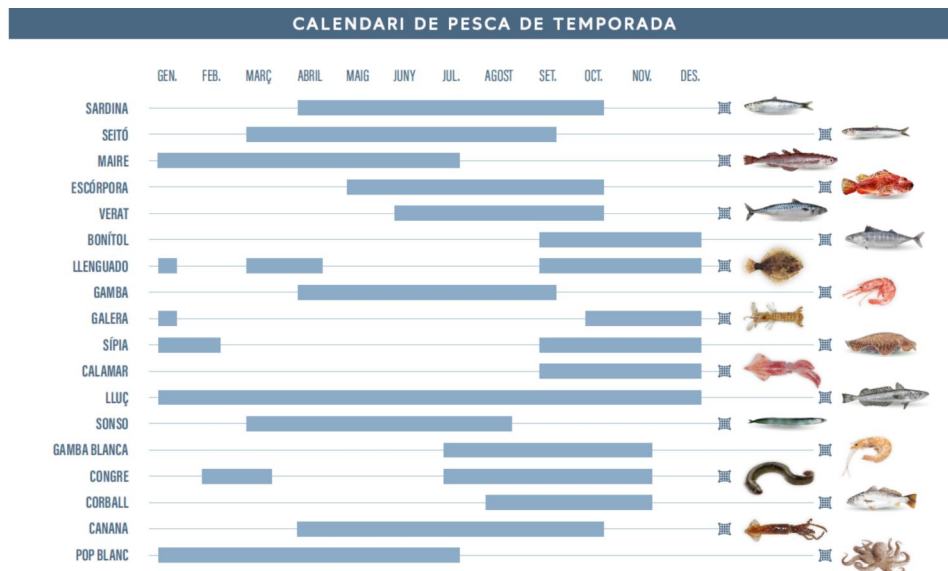 CALENDARI DE PESCA DE TEMPORADA
GEN. FEB. MARÇ ABRIL MAIG JUNY JUL. AGOST SET. OCT. NOV. DES.
SARDINA
SEITÓ
MAIRE
ESCÓRPORA
VERAT
BONÍTOL
LLENGUADO
GAMBA
GALERA
SÍPIA
CALAMAR
LLUÇ
SONSO
GAMBA BLANCA
CONGRE
CORBALL
CANANA
POP BLANC